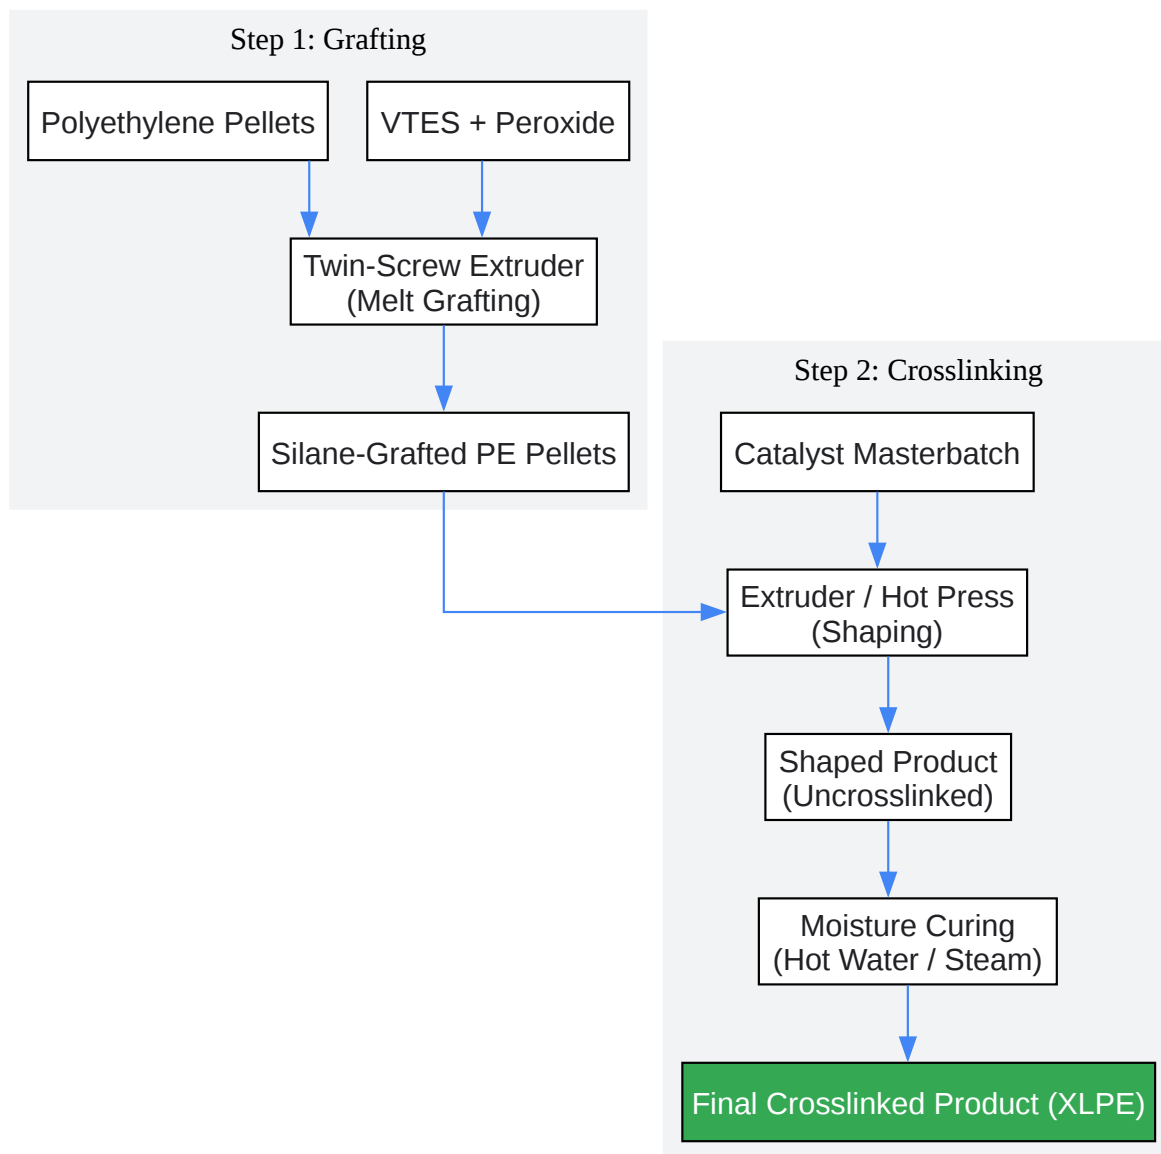 Step 1: Grafting
Polyethylene Pellets
VTES + Peroxide
Twin-Screw Extruder
(Melt Grafting)
Silane-Grafted PE Pellets
Step 2: Crosslinking
Catalyst Masterbatch
Extruder / Hot Press
(Shaping)
Shaped Product
(Uncrosslinked)
Moisture Curing
(Hot Water / Steam)
Final Crosslinked Product (XLPE)